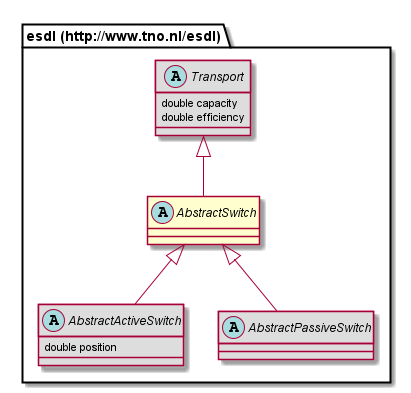 esdl (http://www.tno.nl/esdl)
A Transport
double capacity
double efficiency
A AbstractSwitch
A AbstractActiveSwitch
double position
A AbstractPassiveSwitch